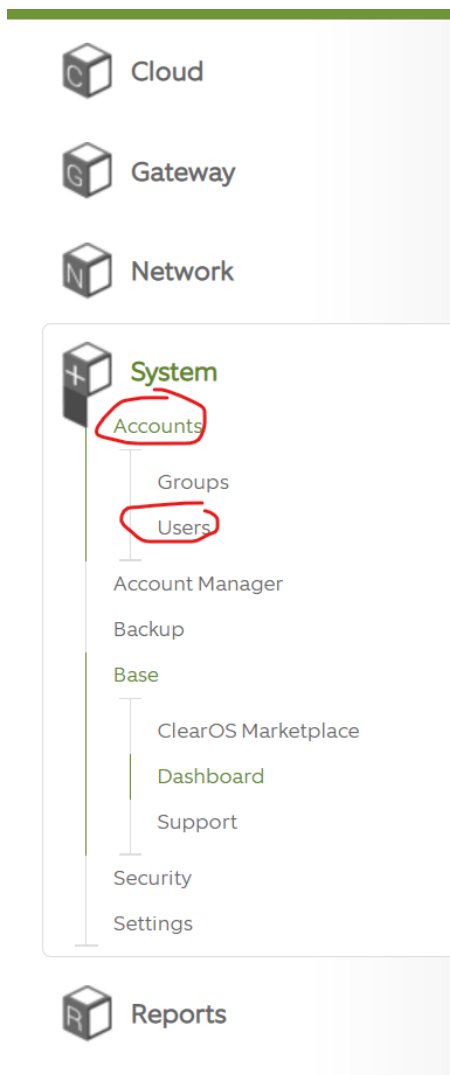 C Cloud
G Gateway
N Network
System
Accounts
Groups
Users
Account Manager
Backup
Base
ClearOS Marketplace
Dashboard
Support
Security
Settings
R Reports